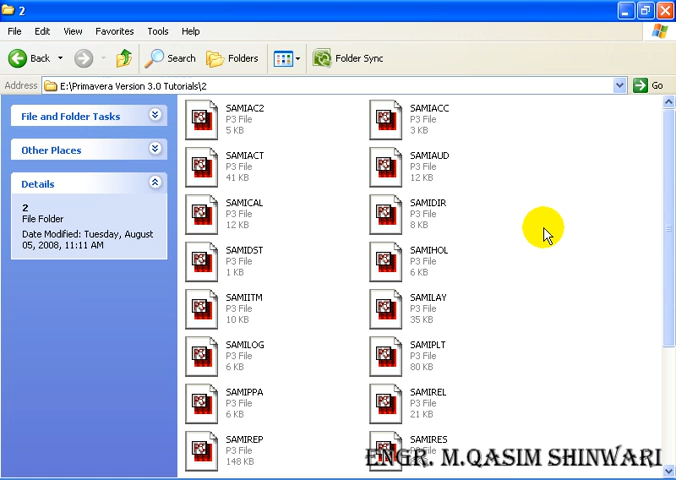 2
File Edit View Favorites Tools Help
Back Search Folders Folder Sync
Address E:\Primavera Version 3.0 Tutorials\2 Go
File and Folder Tasks
Other Places
Details
2
File Folder
Date Modified: Tuesday, August
05, 2008, 11:11 AM
SAMIAC2
P3 File
5 KB
SAMIACC
P3 File
3 KB
SAMIACT
P3 File
41 KB
SAMIAUD
P3 File
12 KB
SAMICAL
P3 File
12 KB
SAMIDIR
P3 File
8 KB
SAMIDST
P3 File
1 KB
SAMIHOL
P3 File
6 KB
SAMIITM
P3 File
10 KB
SAMILAY
P3 File
35 KB
SAMILOG
P3 File
6 KB
SAMIPLT
P3 File
80 KB
SAMIPPA
P3 File
6 KB
SAMIREL
P3 File
21 KB
SAMIREP
P3 File
148 KB
SAMIRES
ENGR. M.QASIM SHINWARI